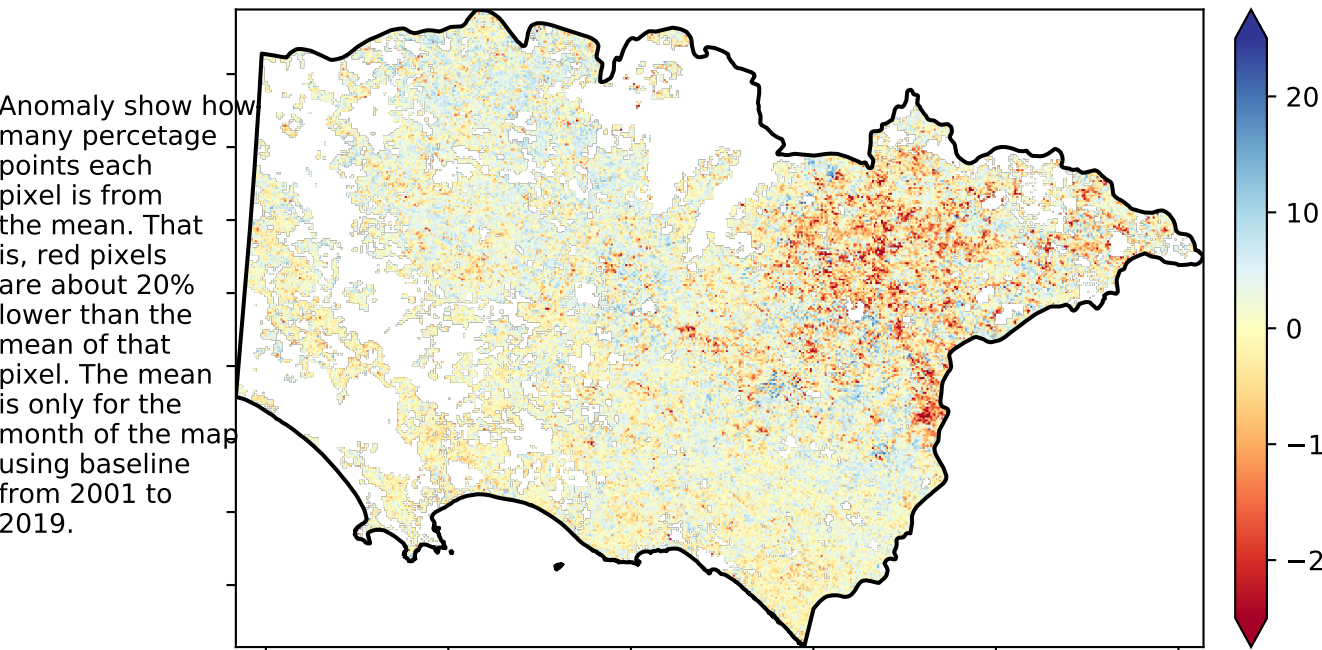 Anomaly show how
many percetage
points each
pixel is from
the mean. That
is, red pixels
are about 20%
lower than the
mean of that
pixel. The mean
is only for the
month of the map
using baseline
from 2001 to
2019.
20
10
0
−1
−2